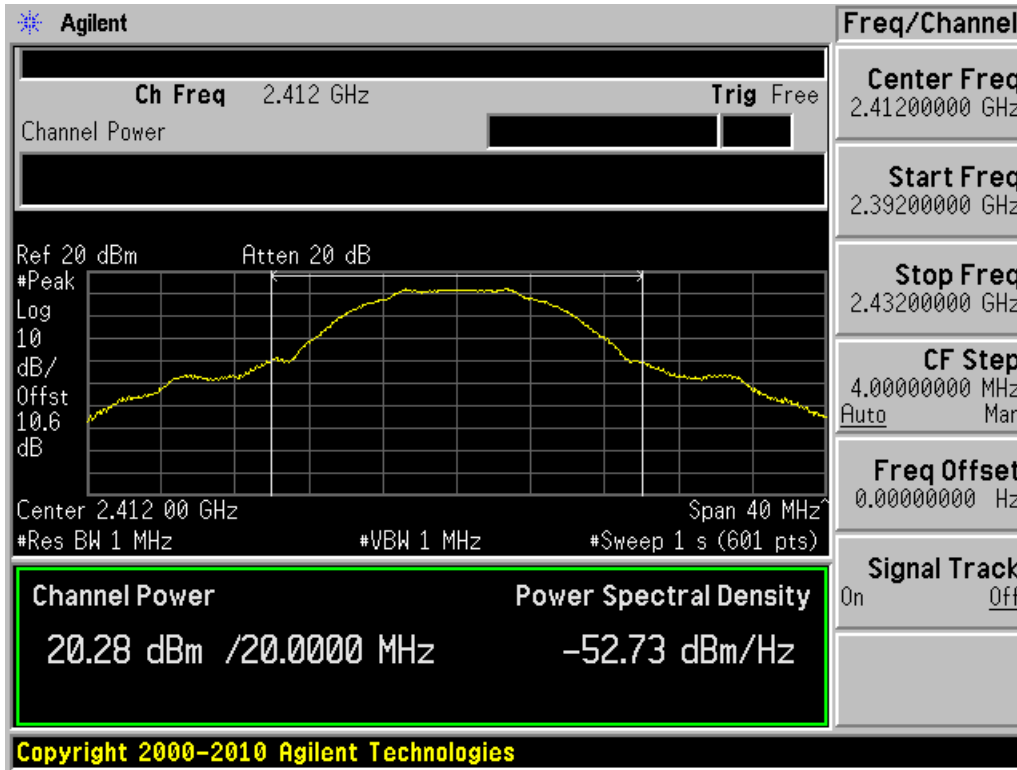 Agilent
Freq/Channel
Ch Freq 2.412 GHz Trig Free
Channel Power
Center Freq
2.41200000 GHz
Start Freq
2.39200000 GHz
Stop Freq
2.43200000 GHz
CF Step
4.00000000 MHz
Auto Man
Freq Offset
0.00000000 Hz
Signal Track
On Off
Ref 20 dBm Atten 20 dB
#Peak
Log
10
dB/
Offst
10.6
dB
Center 2.412 00 GHz Span 40 MHz^
#Res BW 1 MHz #VBW 1 MHz #Sweep 1 s (601 pts)
Channel Power Power Spectral Density
20.28 dBm /20.0000 MHz -52.73 dBm/Hz
Copyright 2000-2010 Agilent Technologies